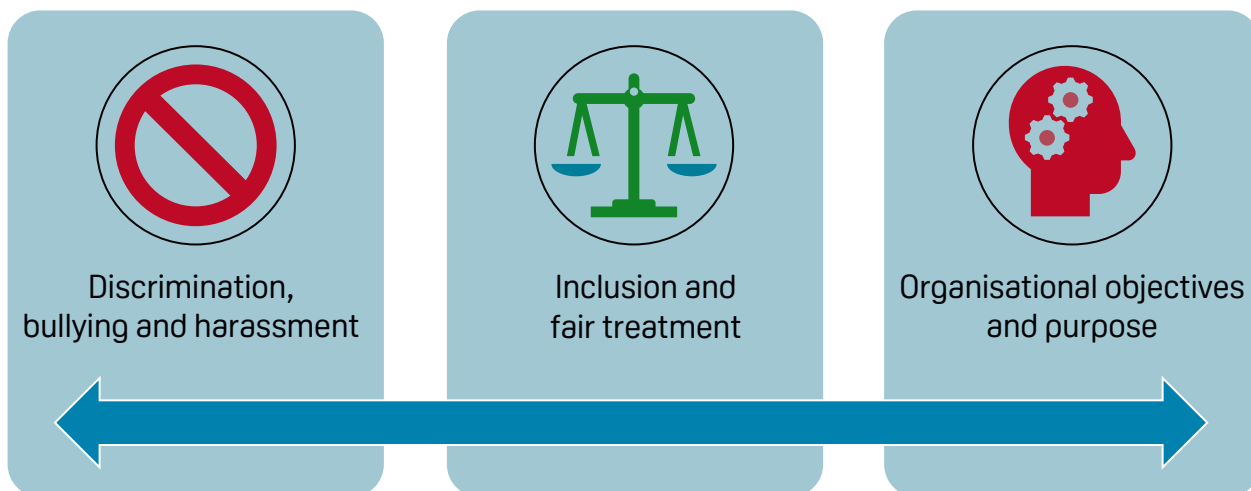 Discrimination,
bullying and harassment
Inclusion and
fair treatment
Organisational objectives
and purpose